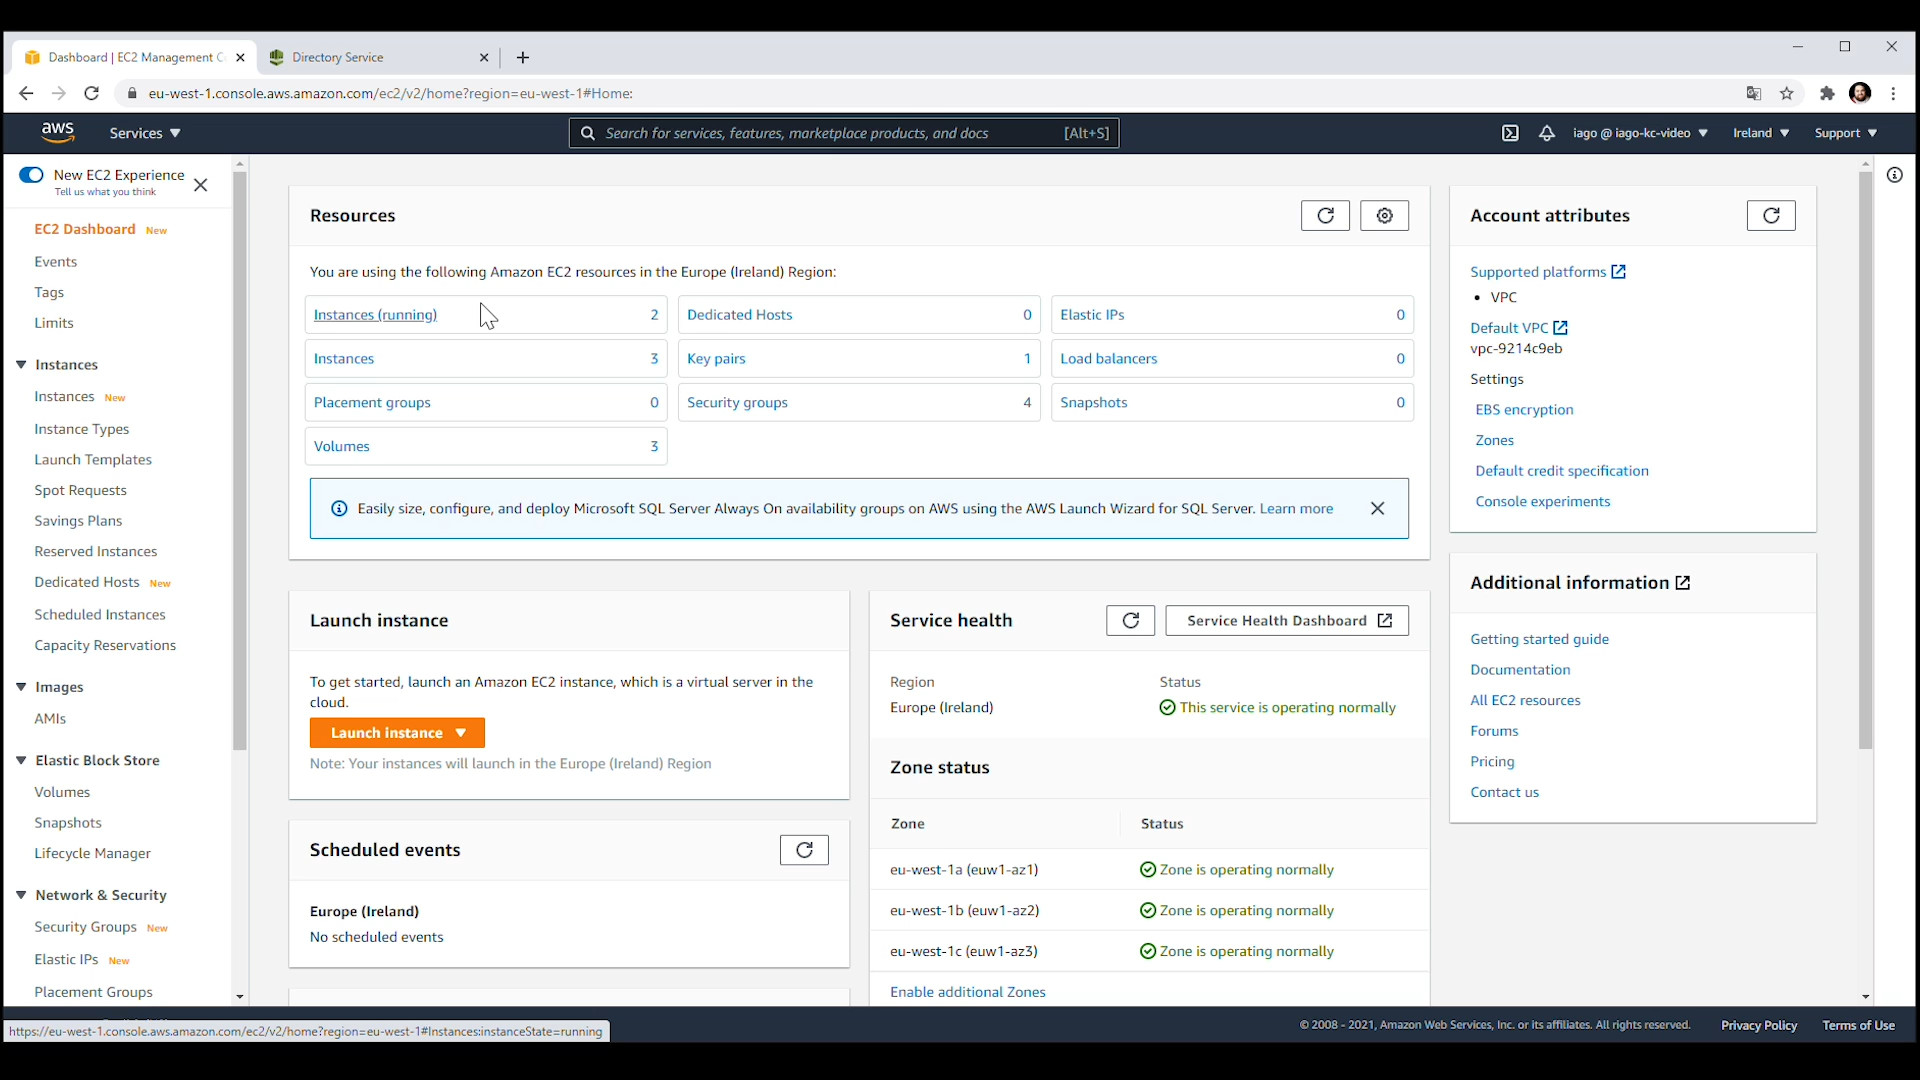 Dashboard | EC2 Management C
Directory Service
eu-west-1.console.aws.amazon.com/ec2/v2/home?region=eu-west-1#Home:
aws
Services
Search for services, features, marketplace products, and docs
[Alt+S]
iago @ iago-kc-video
Ireland
Support
New EC2 Experience
Tell us what you think
EC2 Dashboard New
Events
Tags
Limits
Instances
Instances New
Instance Types
Launch Templates
Spot Requests
Savings Plans
Reserved Instances
Dedicated Hosts New
Scheduled Instances
Capacity Reservations
Images
AMIs
Elastic Block Store
Volumes
Snapshots
Lifecycle Manager
Network & Security
Security Groups New
Elastic IPs New
Placement Groups
Resources
You are using the following Amazon EC2 resources in the Europe (Ireland) Region:
Instances (running) 2
Dedicated Hosts 0
Elastic IPs 0
Instances 3
Key pairs 1
Load balancers 0
Placement groups 0
Security groups 4
Snapshots 0
Volumes 3
Easily size, configure, and deploy Microsoft SQL Server Always On availability groups on AWS using the AWS Launch Wizard for SQL Server. Learn more
Launch instance
To get started, launch an Amazon EC2 instance, which is a virtual server in the
cloud.
Launch instance
Note: Your instances will launch in the Europe (Ireland) Region
Scheduled events
Europe (Ireland)
No scheduled events
Service health
Service Health Dashboard
Region
Status
Europe (Ireland)
This service is operating normally
Zone status
Zone
Status
eu-west-1a (euw1-az1)
Zone is operating normally
eu-west-1b (euw1-az2)
Zone is operating normally
eu-west-1c (euw1-az3)
Zone is operating normally
Enable additional Zones
Account attributes
Supported platforms
• VPC
Default VPC
vpc-9214c9eb
Settings
EBS encryption
Zones
Default credit specification
Console experiments
Additional information
Getting started guide
Documentation
All EC2 resources
Forums
Pricing
Contact us
https://eu-west-1.console.aws.amazon.com/ec2/v2/home?region=eu-west-1#Instances:instanceState=running
© 2008 - 2021, Amazon Web Services, Inc. or its affiliates. All rights reserved.
Privacy Policy
Terms of Use